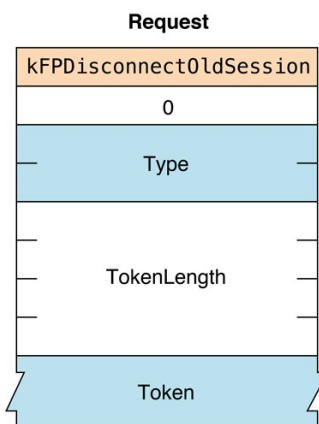 Request
kFPDisconnectOldSession
0
Type
TokenLength
Token